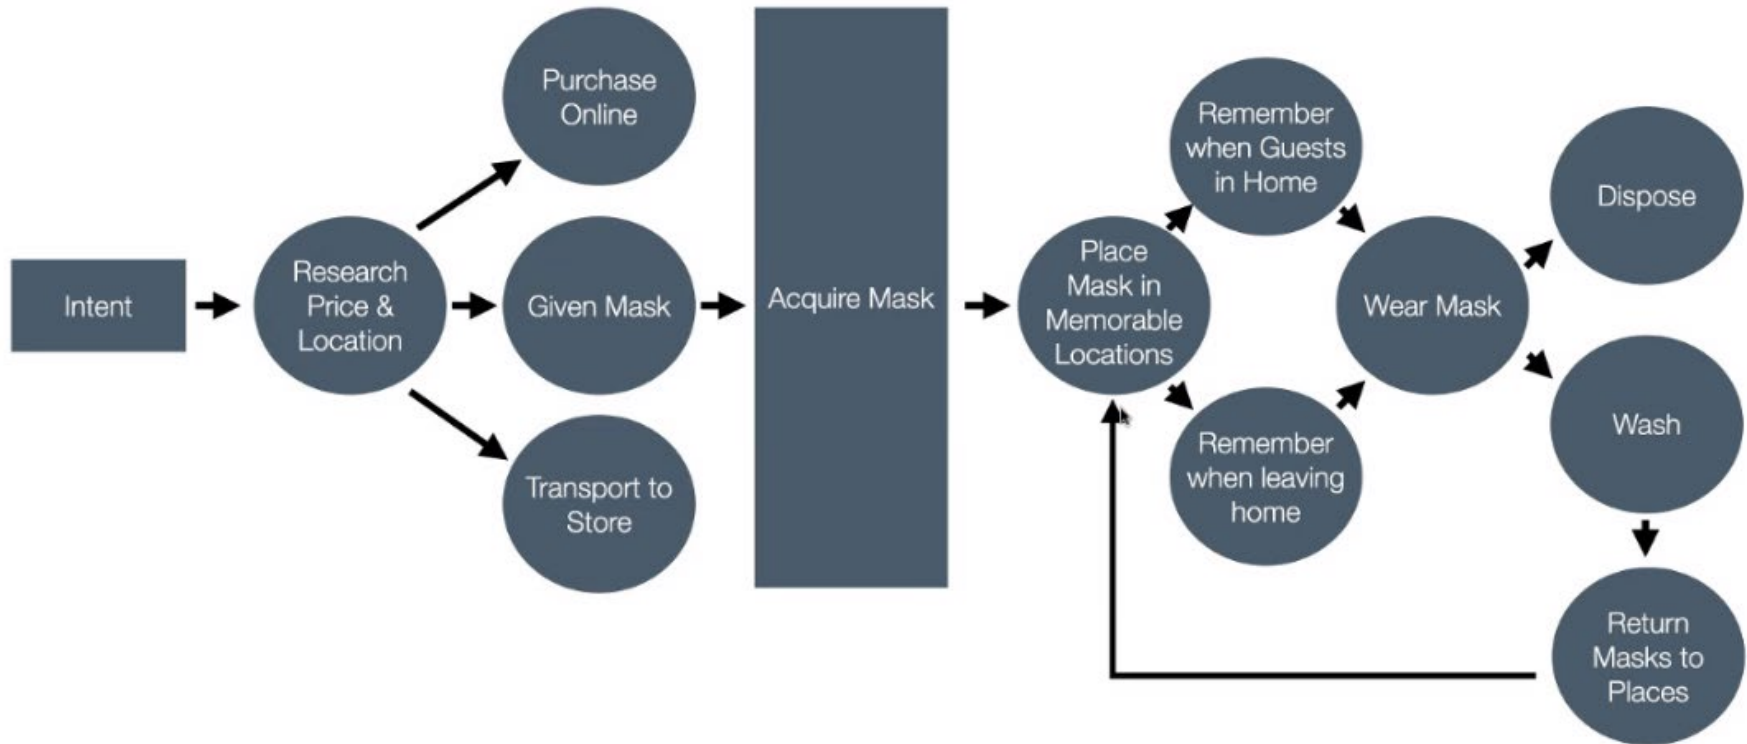 Intent
Research
Price &
Location
Purchase
Online
Given Mask
Transport to
Store
Acquire Mask
Place
Mask in
Memorable
Locations
Remember
when Guests
in Home
Remember
when leaving
home
Wear Mask
Dispose
Wash
Return
Masks to
Places